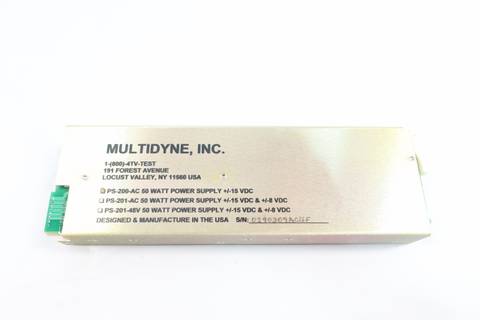 MULTIDYNE, INC.
1-(800)-4TV-TEST
191 FOREST AVENUE
LOCUST VALLEY, NY 11560 USA
PS-200-AC 50 WATT POWER SUPPLY +/-15 VDC
PS-201-AC 50 WATT POWER SUPPLY +/-15 VDC & +/-8 VDC
PS-201-48V 50 WATT POWER SUPPLY +/-15 VDC & +/-8 VDC
DESIGNED & MANUFACTURE IN THE USA S/N: